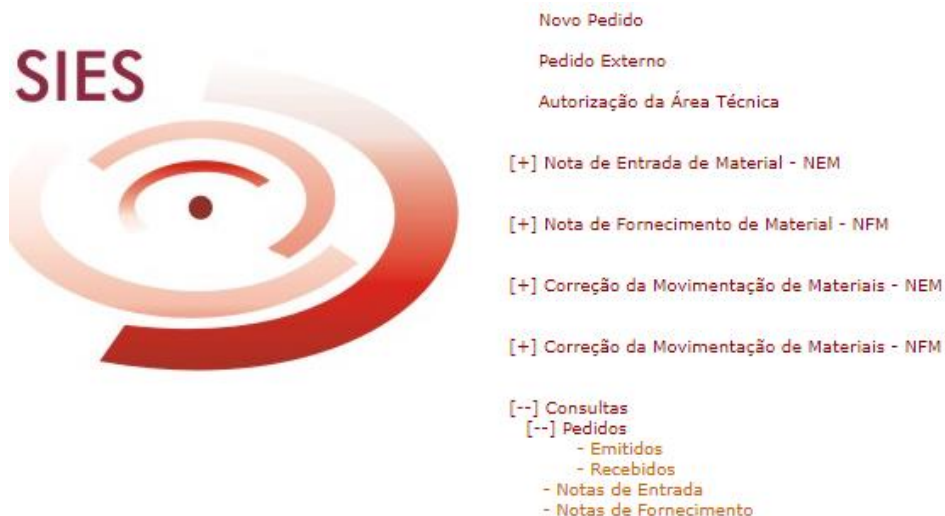 SIES
Novo Pedido
Pedido Externo
Autorização da Área Técnica
[+] Nota de Entrada de Material - NEM
[+] Nota de Fornecimento de Material - NFM
[+] Correção da Movimentação de Materiais - NEM
[+] Correção da Movimentação de Materiais - NFM
[--] Consultas
[--] Pedidos
- Emitidos
- Recebidos
- Notas de Entrada
- Notas de Fornecimento